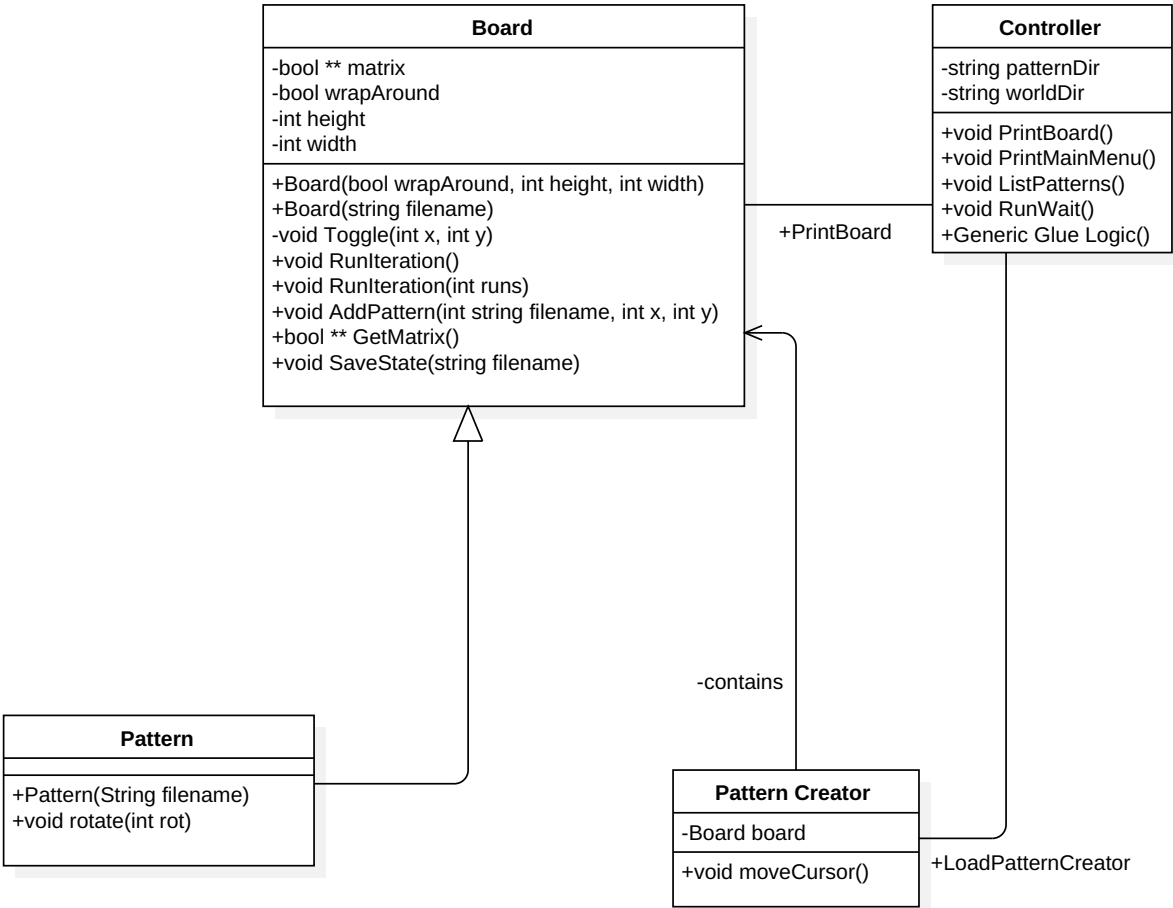 Board
-bool ** matrix
-bool wrapAround
-int height
-int width
+Board(bool wrapAround, int height, int width)
+Board(string filename)
-void Toggle(int x, int y)
+void RunIteration()
+void RunIteration(int runs)
+void AddPattern(int string filename, int x, int y)
+bool ** GetMatrix()
+void SaveState(string filename)
Controller
-string patternDir
-string worldDir
+void PrintBoard()
+void PrintMainMenu()
+void ListPatterns()
+void RunWait()
+Generic Glue Logic()
+PrintBoard
-contains
Pattern
+Pattern(String filename)
+void rotate(int rot)
Pattern Creator
-Board board
+void moveCursor()
+LoadPatternCreator